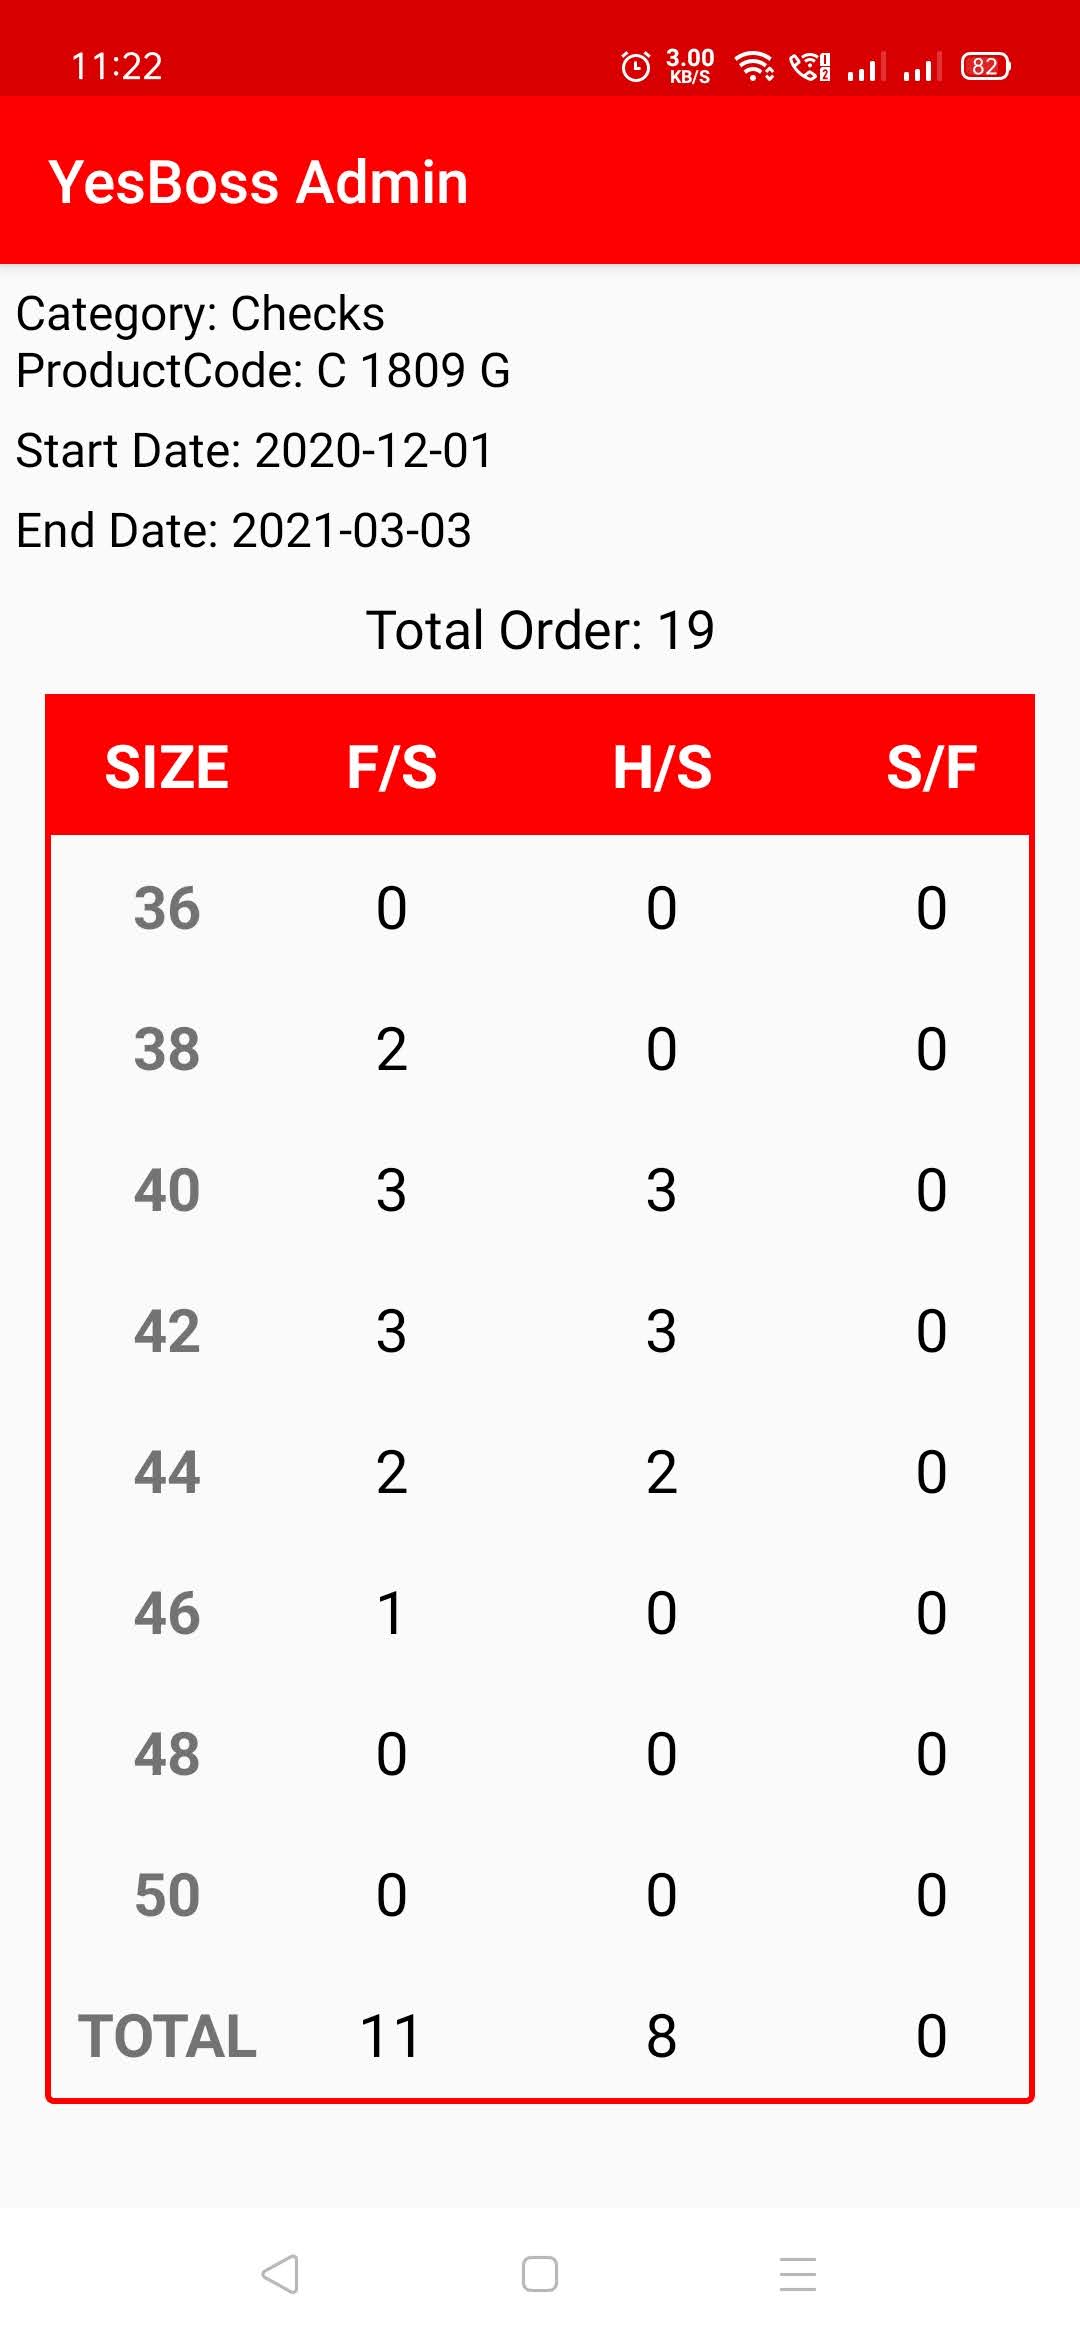 11:22 3.00 KB/S 82
YesBoss Admin
Category: Checks
ProductCode: C 1809 G
Start Date: 2020-12-01
End Date: 2021-03-03
Total Order: 19
SIZE F/S H/S S/F
36 0 0 0
38 2 0 0
40 3 3 0
42 3 3 0
44 2 2 0
46 1 0 0
48 0 0 0
50 0 0 0
TOTAL 11 8 0